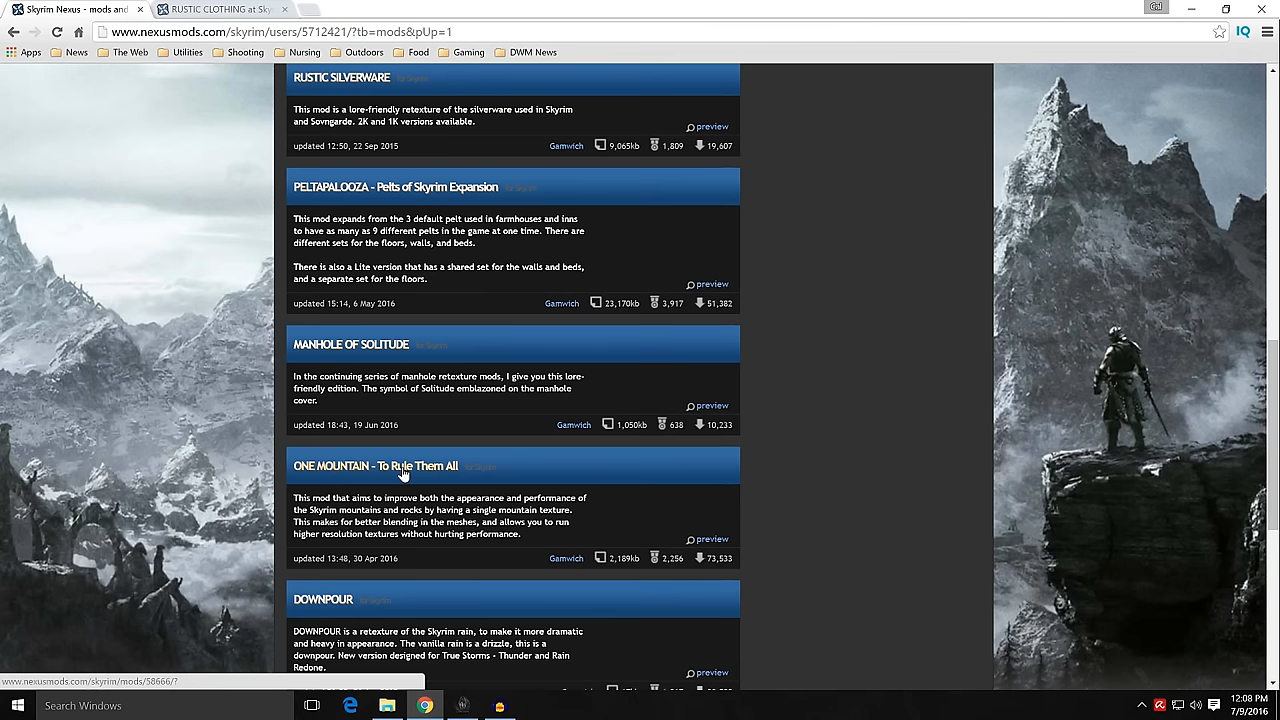 Skyrim Nexus - mods and
RUSTIC CLOTHING at Sky
www.nexusmods.com/skyrim/users/5712421/?tb=mods&pUp=1
IQ
Apps
News
The Web
Utilities
Shooting
Nursing
Outdoors
Food
Gaming
DWM News
RUSTIC SILVERWARE for Skyrim
This mod is a lore-friendly retexture of the silverware used in Skyrim
and Sovngarde. 2K and 1K versions available.
preview
updated 12:50, 22 Sep 2015
Gamwich 9,065kb 1,809 19,607
PELTAPALOOZA - Pelts of Skyrim Expansion for Skyrim
This mod expands from the 3 default pelt used in farmhouses and inns
to have as many as 9 different pelts in the game at one time. There are
different sets for the floors, walls, and beds.
There is also a Lite version that has a shared set for the walls and beds,
and a separate set for the floors.
preview
updated 15:14, 6 May 2016
Gamwich 23,170kb 3,917 51,382
MANHOLE OF SOLITUDE for Skyrim
In the continuing series of manhole retexture mods, I give you this lore-
friendly edition. The symbol of Solitude emblazoned on the manhole
cover.
preview
updated 18:43, 19 Jun 2016
Gamwich 1,050kb 638 10,233
ONE MOUNTAIN - To Rule Them All for Skyrim
This mod that aims to improve both the appearance and performance of
the Skyrim mountains and rocks by having a single mountain texture.
This makes for better blending in the meshes, and allows you to run
higher resolution textures without hurting performance.
preview
updated 13:48, 30 Apr 2016
Gamwich 2,189kb 2,256 73,533
DOWNPOUR for Skyrim
DOWNPOUR is a retexture of the Skyrim rain, to make it more dramatic
and heavy in appearance. The vanilla rain is a drizzle, this is a
downpour. New version designed for True Storms - Thunder and Rain
Redone.
preview
www.nexusmods.com/skyrim/mods/58666/?
Search Windows
12:08 PM
7/9/2016